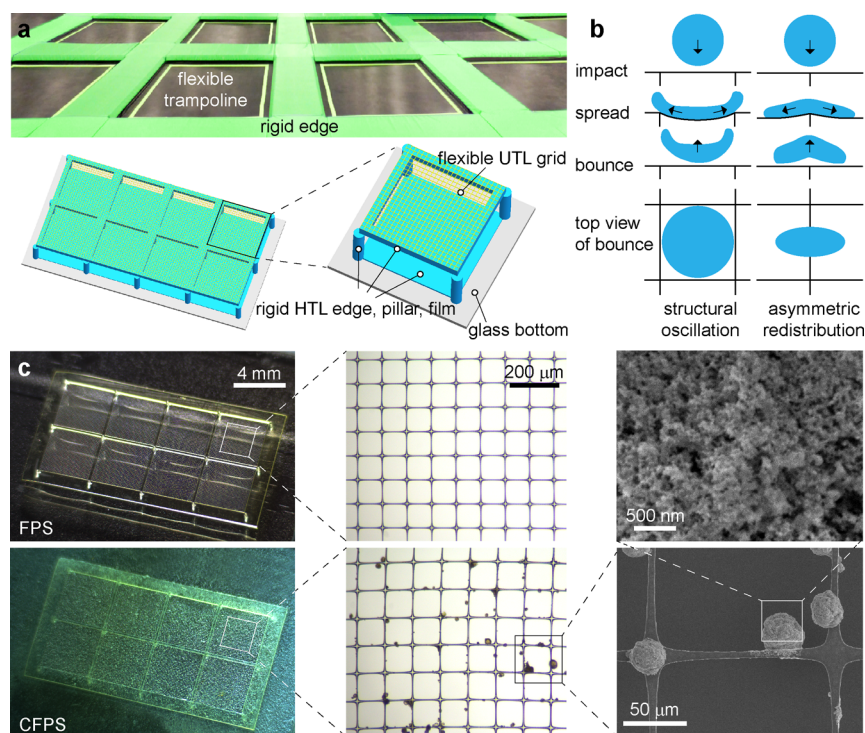 a
flexible
trampoline
rigid edge
flexible UTL grid
rigid HTL edge, pillar, film
glass bottom
b
impact
spread
bounce
top view
of bounce
structural
oscillation
asymmetric
redistribution
c
4 mm
FPS
200 μm
500 nm
CFPS
50 μm